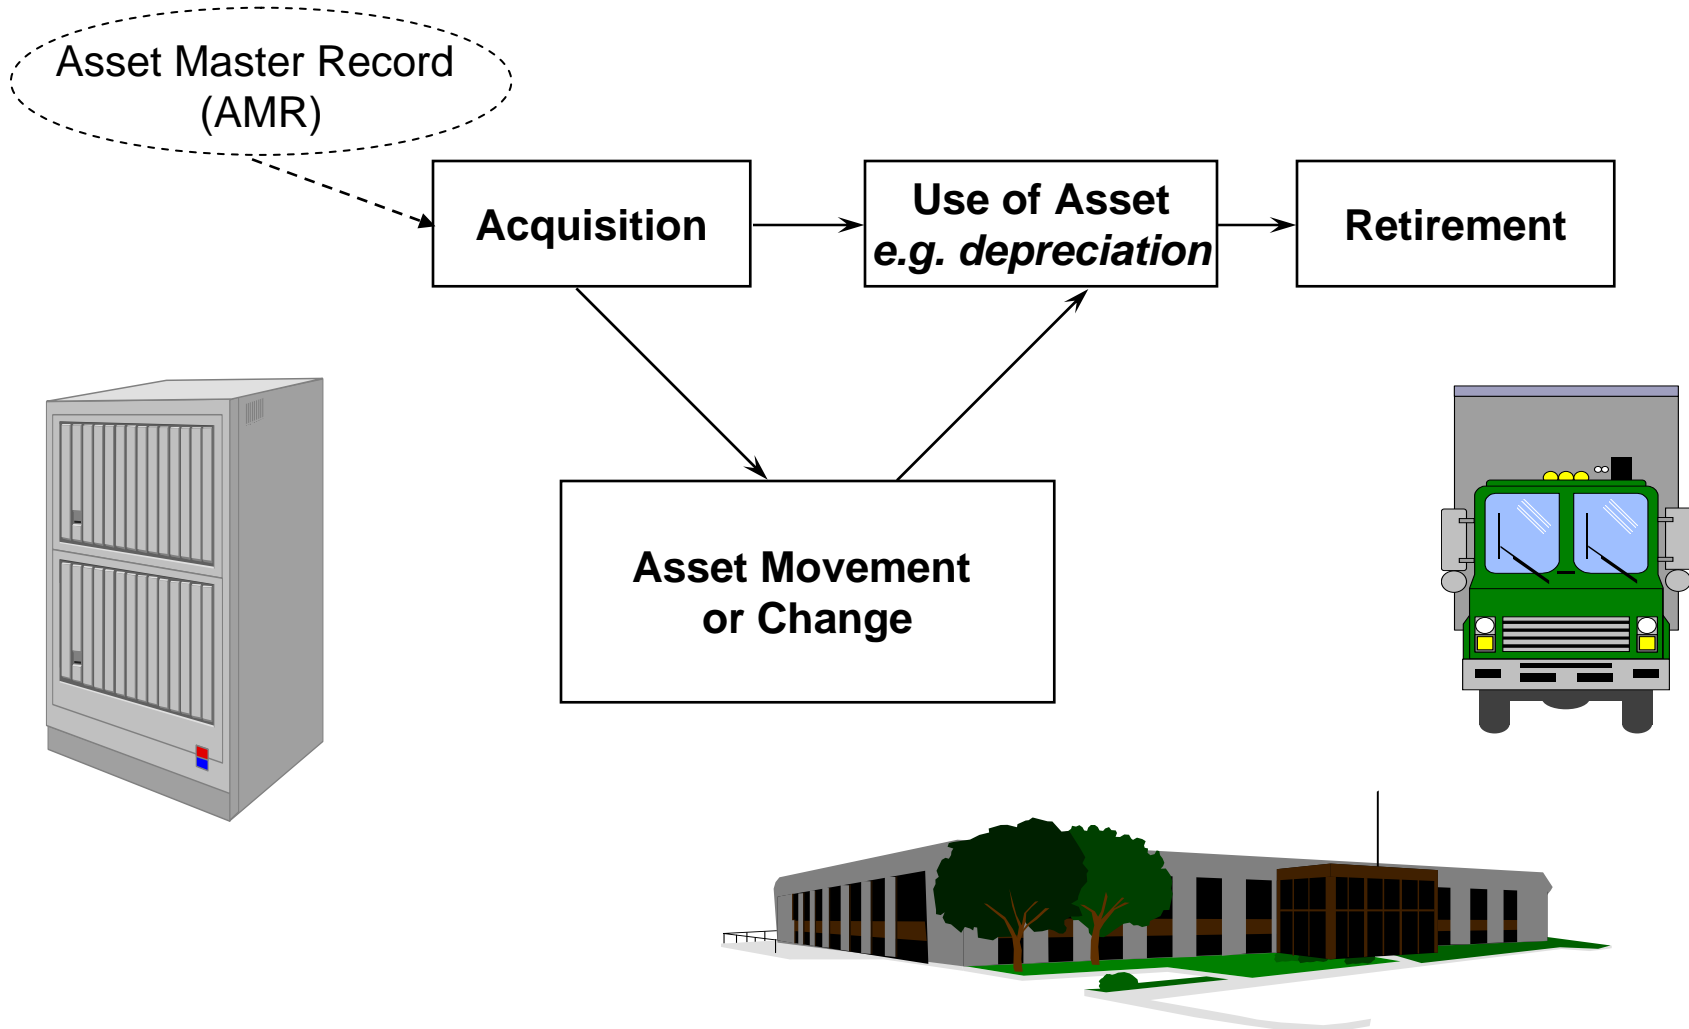 Asset Master Record
(AMR)
Acquisition
Use of Asset
e.g. depreciation
Retirement
Asset Movement
or Change